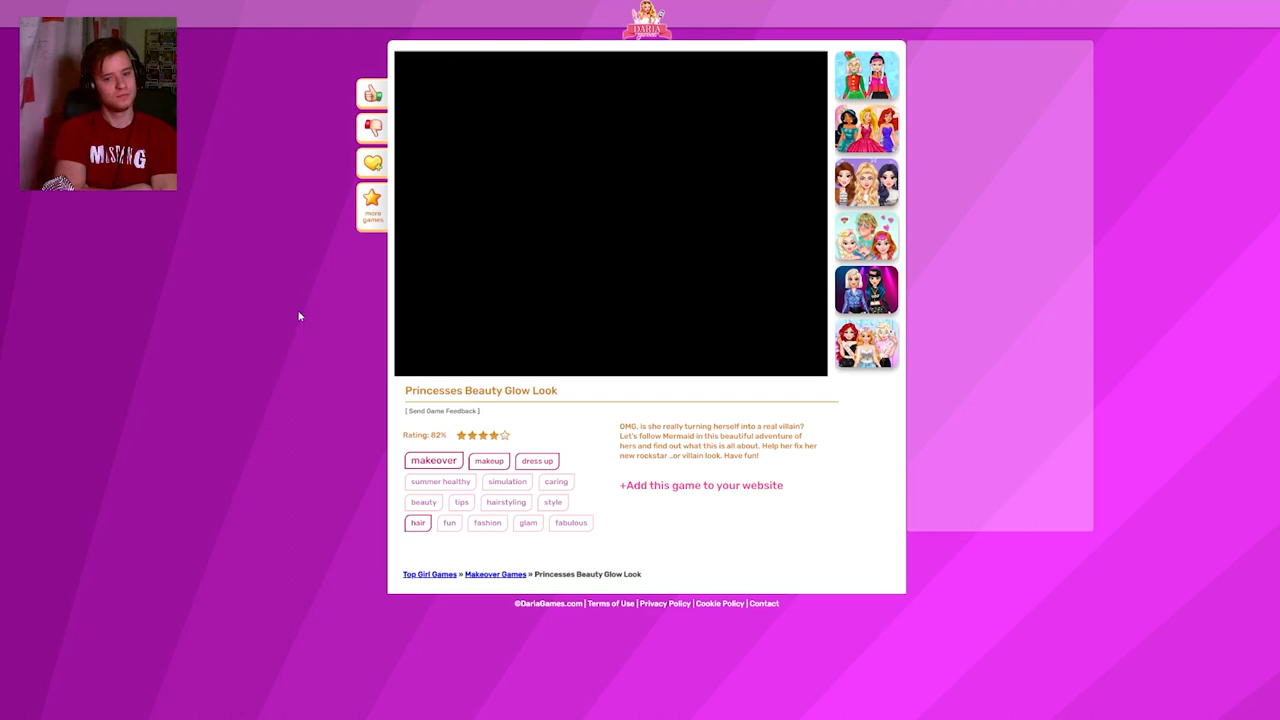 DARIA
games
MUSTANG
more
games
Princesses Beauty Glow Look
[ Send Game Feedback ]
Rating: 82%
makeover
makeup
dress up
summer healthy
simulation
caring
beauty
tips
hairstyling
style
hair
fun
fashion
glam
fabulous
OMG, is she really turning herself into a real villain?
Let's follow Mermaid in this beautiful adventure of
hers and find out what this is all about. Help her fix her
new rockstar ..or villain look. Have fun!
+Add this game to your website
Top Girl Games » Makeover Games » Princesses Beauty Glow Look
©DariaGames.com | Terms of Use | Privacy Policy | Cookie Policy | Contact